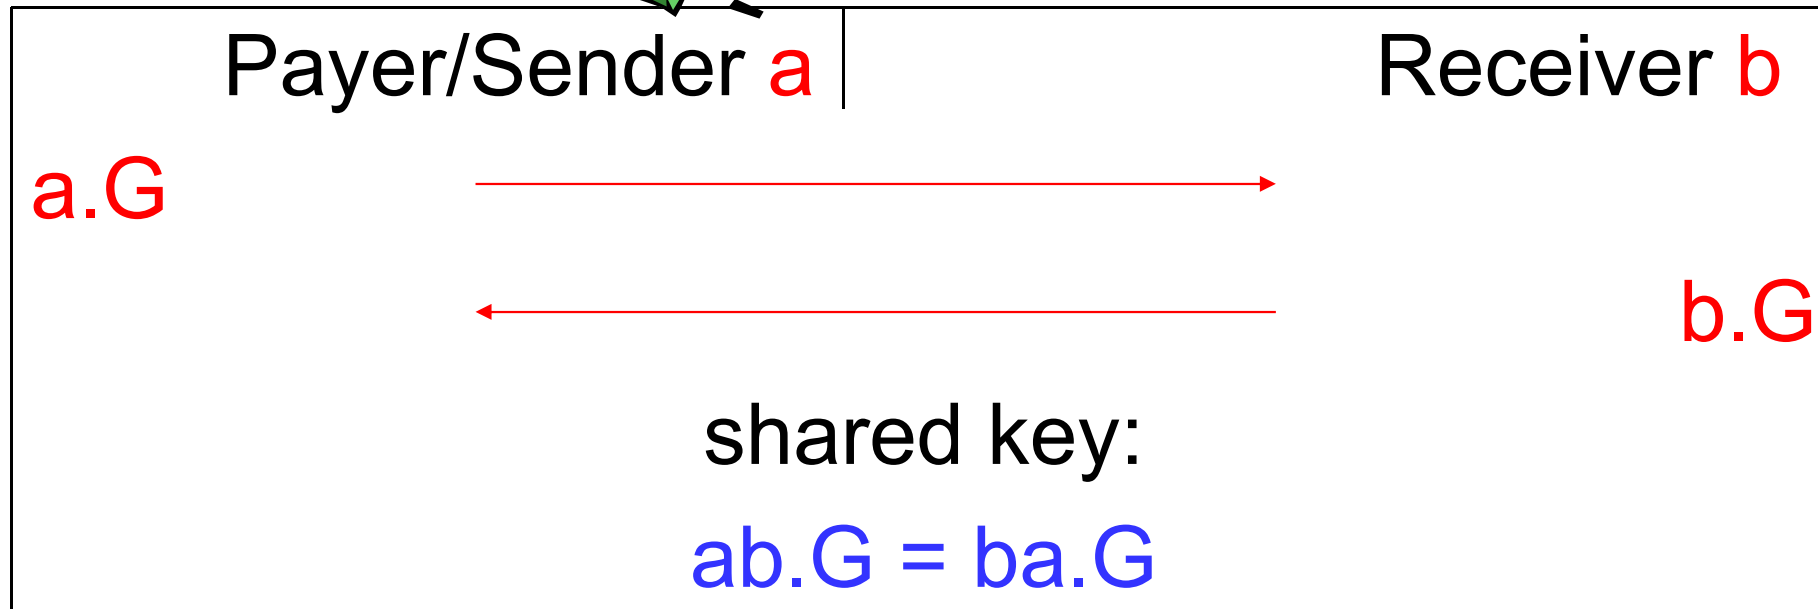 Payer/Sender a
Receiver b
a.G
b.G
shared key:
ab.G = ba.G